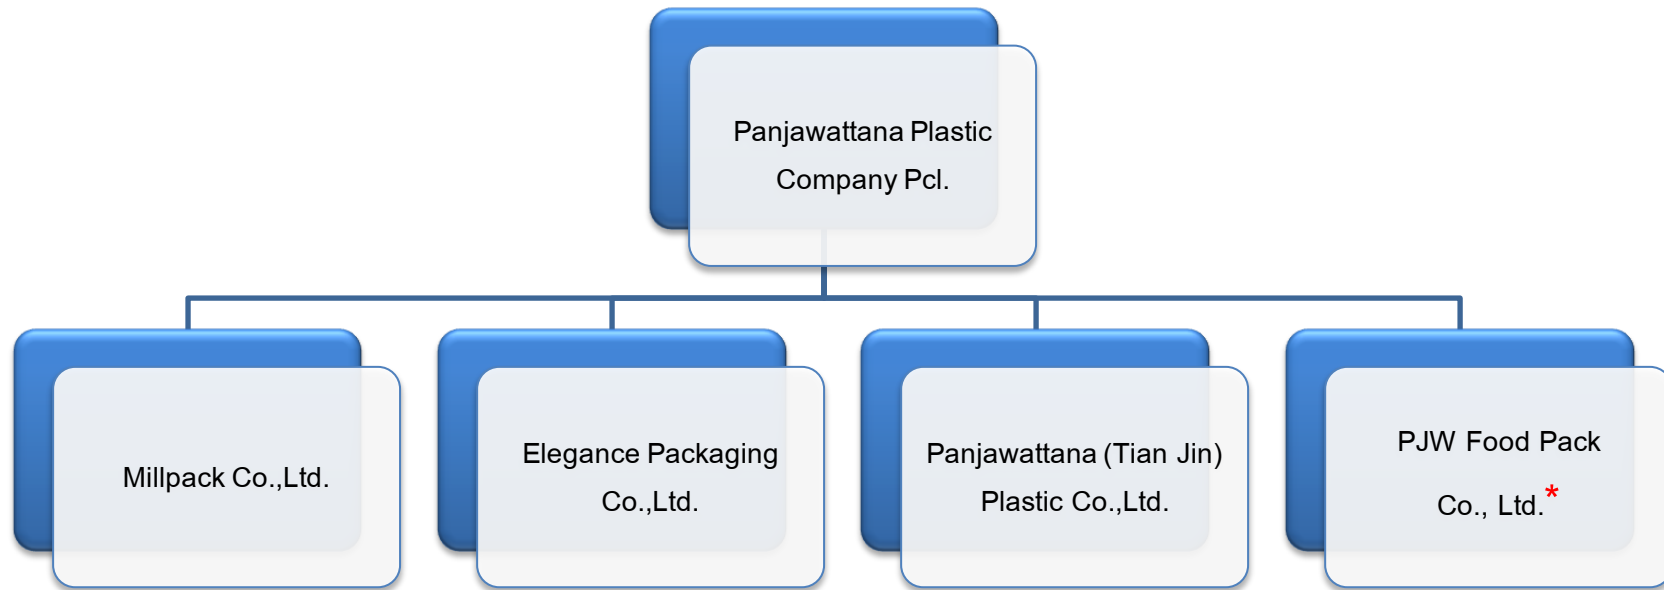 Panjawattana Plastic
Company Pcl.
Millpack Co.,Ltd.
Elegance Packaging
Co.,Ltd.
Panjawattana (Tian Jin)
Plastic Co.,Ltd.
PJW Food Pack
Co., Ltd.*